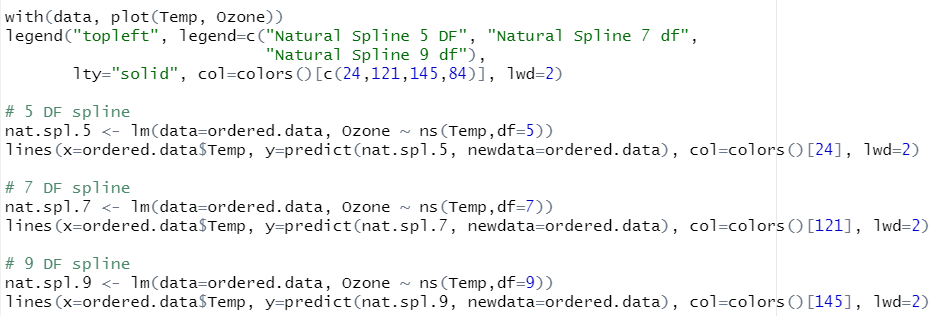 with(data, plot(Temp, Ozone))
legend("topleft", legend=c("Natural Spline 5 DF", "Natural Spline 7 df",
                           "Natural Spline 9 df"),
       lty="solid", col=colors()[c(24,121,145,84)], lwd=2)

# 5 DF spline
nat.spl.5 <- lm(data=ordered.data, Ozone ~ ns(Temp,df=5))
lines(x=ordered.data$Temp, y=predict(nat.spl.5, newdata=ordered.data), col=colors()[24], lwd=2)

# 7 DF spline
nat.spl.7 <- lm(data=ordered.data, Ozone ~ ns(Temp,df=7))
lines(x=ordered.data$Temp, y=predict(nat.spl.7, newdata=ordered.data), col=colors()[121], lwd=2)

# 9 DF spline
nat.spl.9 <- lm(data=ordered.data, Ozone ~ ns(Temp,df=9))
lines(x=ordered.data$Temp, y=predict(nat.spl.9, newdata=ordered.data), col=colors()[145], lwd=2)